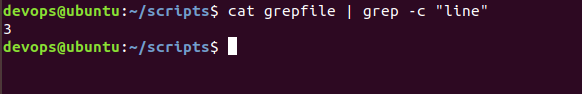 devops@ubuntu:~/scripts$ cat grepfile | grep -c "line"
3
devops@ubuntu:~/scripts$